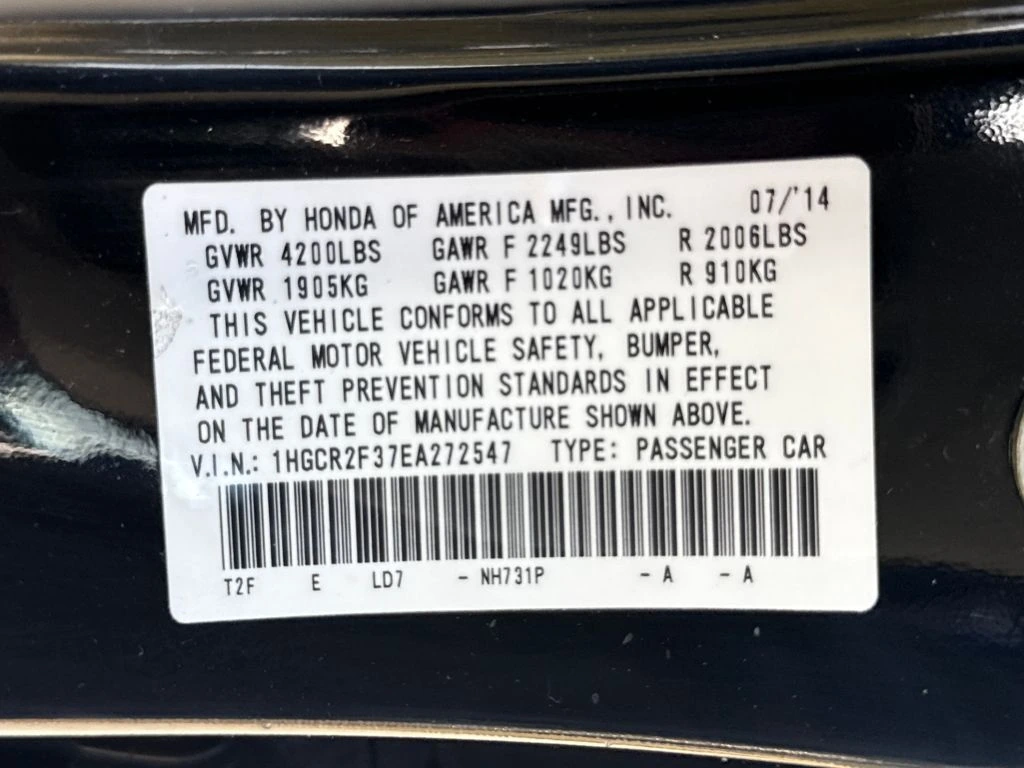 MFD. BY HONDA OF AMERICA MFG., INC. 07/'14
GVWR 4200LBS GAWR F 2249LBS R 2006LBS
GVWR 1905KG GAWR F 1020KG R 910KG
THIS VEHICLE CONFORMS TO ALL APPLICABLE
FEDERAL MOTOR VEHICLE SAFETY, BUMPER,
AND THEFT PREVENTION STANDARDS IN EFFECT
ON THE DATE OF MANUFACTURE SHOWN ABOVE.
V.I.N.: 1HGCR2F37EA272547 TYPE: PASSENGER CAR
T2F E LD7 - NH731P - A - A